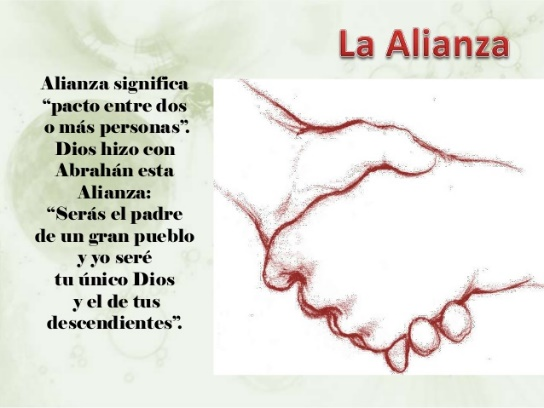 La Alianza
Alianza significa
“pacto entre dos
o más personas”.
Dios hizo con
Abrahán esta
Alianza:
“Serás el padre
de un gran pueblo
y yo seré
tu único Dios
y el de tus
descendientes”.